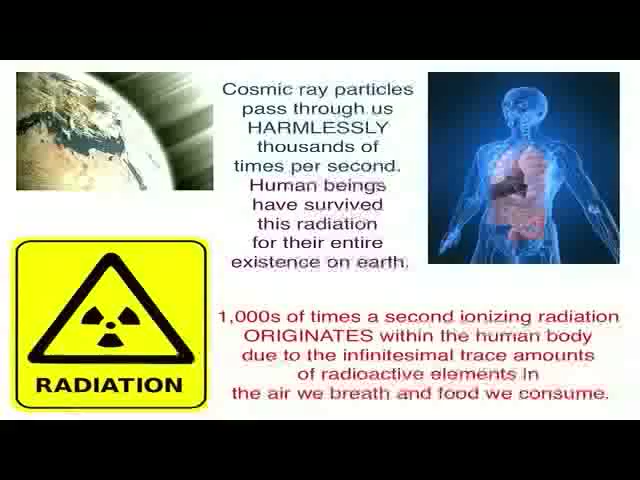 Cosmic ray particles
pass through us
HARMLESSLY
thousands of
times per second.
Human beings
have survived
this radiation
for their entire
existence on earth.
RADIATION
1,000s of times a second ionizing radiation
ORIGINATES within the human body
due to the infinitesimal trace amounts
of radioactive elements In
the air we breath and food we consume.